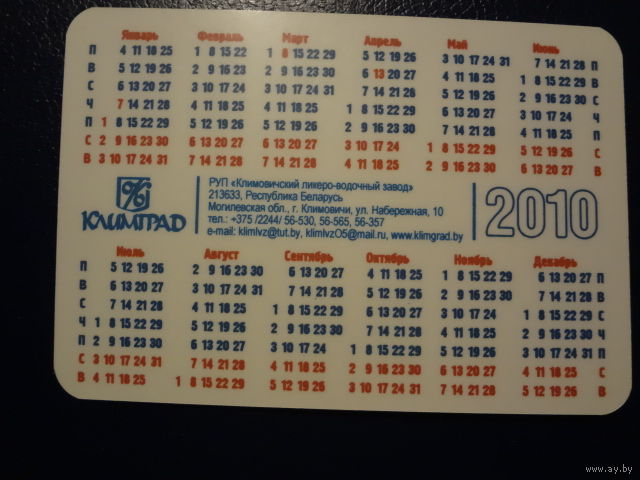 Январь Февраль Март Апрель Май Июнь
П 4 11 18 25 1 8 15 22 1 8 15 22 29 5 12 19 26 3 10 17 24 31 7 14 21 28 П
В 5 12 19 26 2 9 16 23 2 9 16 23 30 6 13 20 27 4 11 18 25 1 8 15 22 29 В
С 6 13 20 27 3 10 17 24 3 10 17 24 31 7 14 21 28 5 12 19 26 2 9 16 23 30 С
Ч 7 14 21 28 4 11 18 25 4 11 18 25 1 8 15 22 29 6 13 20 27 3 10 17 24 Ч
П 1 8 15 22 29 5 12 19 26 5 12 19 26 2 9 16 23 30 7 14 21 28 4 11 18 25 П
С 2 9 16 23 30 6 13 20 27 6 13 20 27 3 10 17 24 1 8 15 22 29 5 12 19 26 С
В 3 10 17 24 31 7 14 21 28 7 14 21 28 4 11 18 25 2 9 16 23 30 6 13 20 27 В
КЛИМГРАД
РУП «Климовичский ликеро-водочный завод»
213633, Республика Беларусь
Могилевская обл., г. Климовичи, ул. Набережная, 10
тел.: +375 /2244/ 56-530, 56-565, 56-357
e-mail: klimlvz@tut.by, klimlvz05@mail.ru, www.klimgrad.by
2010
Июль Август Сентябрь Октябрь Ноябрь Декабрь
П 5 12 19 26 2 9 16 23 30 6 13 20 27 4 11 18 25 1 8 15 22 29 6 13 20 27 П
В 6 13 20 27 3 10 17 24 31 7 14 21 28 5 12 19 26 2 9 16 23 30 7 14 21 28 В
С 7 14 21 28 4 11 18 25 1 8 15 22 29 6 13 20 27 3 10 17 24 1 8 15 22 29 С
Ч 1 8 15 22 29 5 12 19 26 2 9 16 23 30 7 14 21 28 4 11 18 25 2 9 16 23 30 Ч
П 2 9 16 23 30 6 13 20 27 3 10 17 24 1 8 15 22 29 5 12 19 26 3 10 17 24 31 П
С 3 10 17 24 31 7 14 21 28 4 11 18 25 2 9 16 23 30 6 13 20 27 4 11 18 25 С
В 4 11 18 25 1 8 15 22 29 5 12 19 26 3 10 17 24 31 7 14 21 28 5 12 19 26 В
www.ay.by